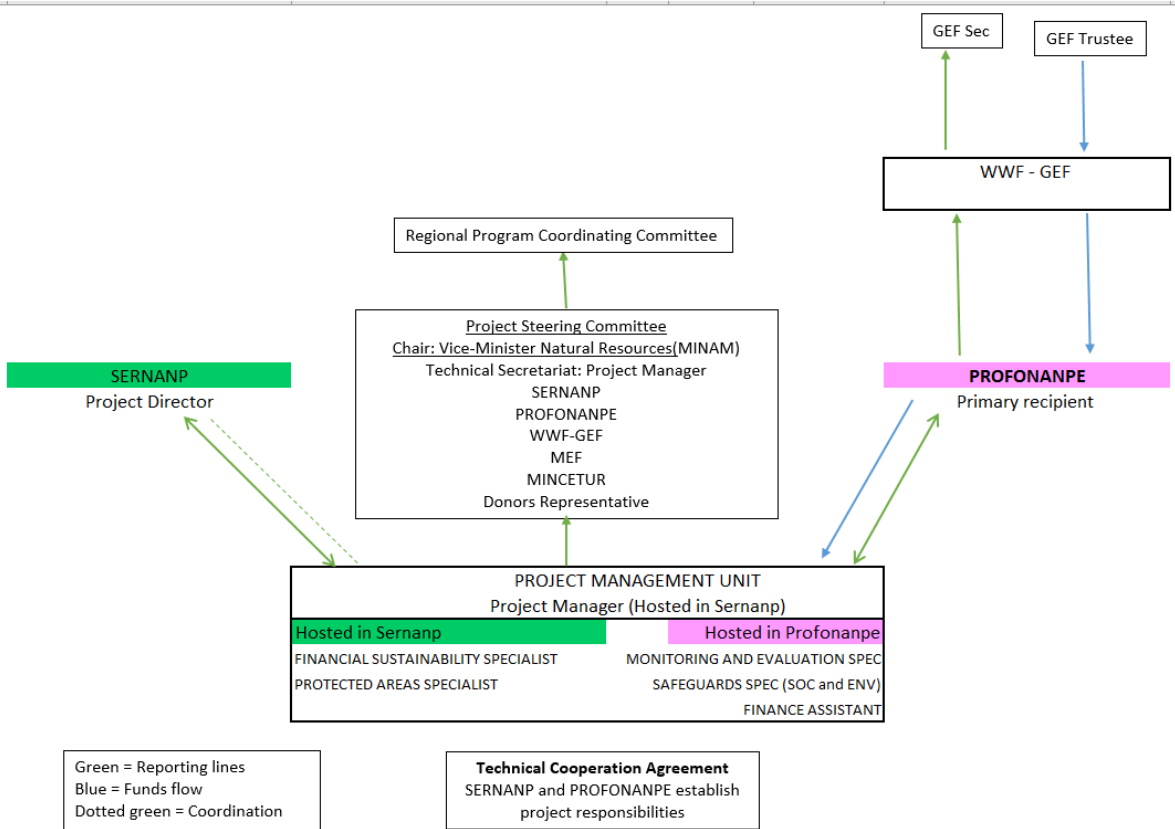 GEF Sec
GEF Trustee
WWF - GEF
Regional Program Coordinating Committee
Project Steering Committee
Chair: Vice-Minister Natural Resources(MINAM)
Technical Secretariat: Project Manager
SERNANP
PROFONANPE
WWF-GEF
MEF
MINCETUR
Donors Representative
SERNANP
Project Director
PROFONANPE
Primary recipient
PROJECT MANAGEMENT UNIT
Project Manager (Hosted in Sernanp)
Hosted in Sernanp
FINANCIAL SUSTAINABILITY SPECIALIST
PROTECTED AREAS SPECIALIST
Hosted in Profonanpe
MONITORING AND EVALUATION SPEC
SAFEGUARDS SPEC (SOC and ENV)
FINANCE ASSISTANT
Green = Reporting lines
Blue = Funds flow
Dotted green = Coordination
Technical Cooperation Agreement
SERNANP and PROFONANPE establish
project responsibilities